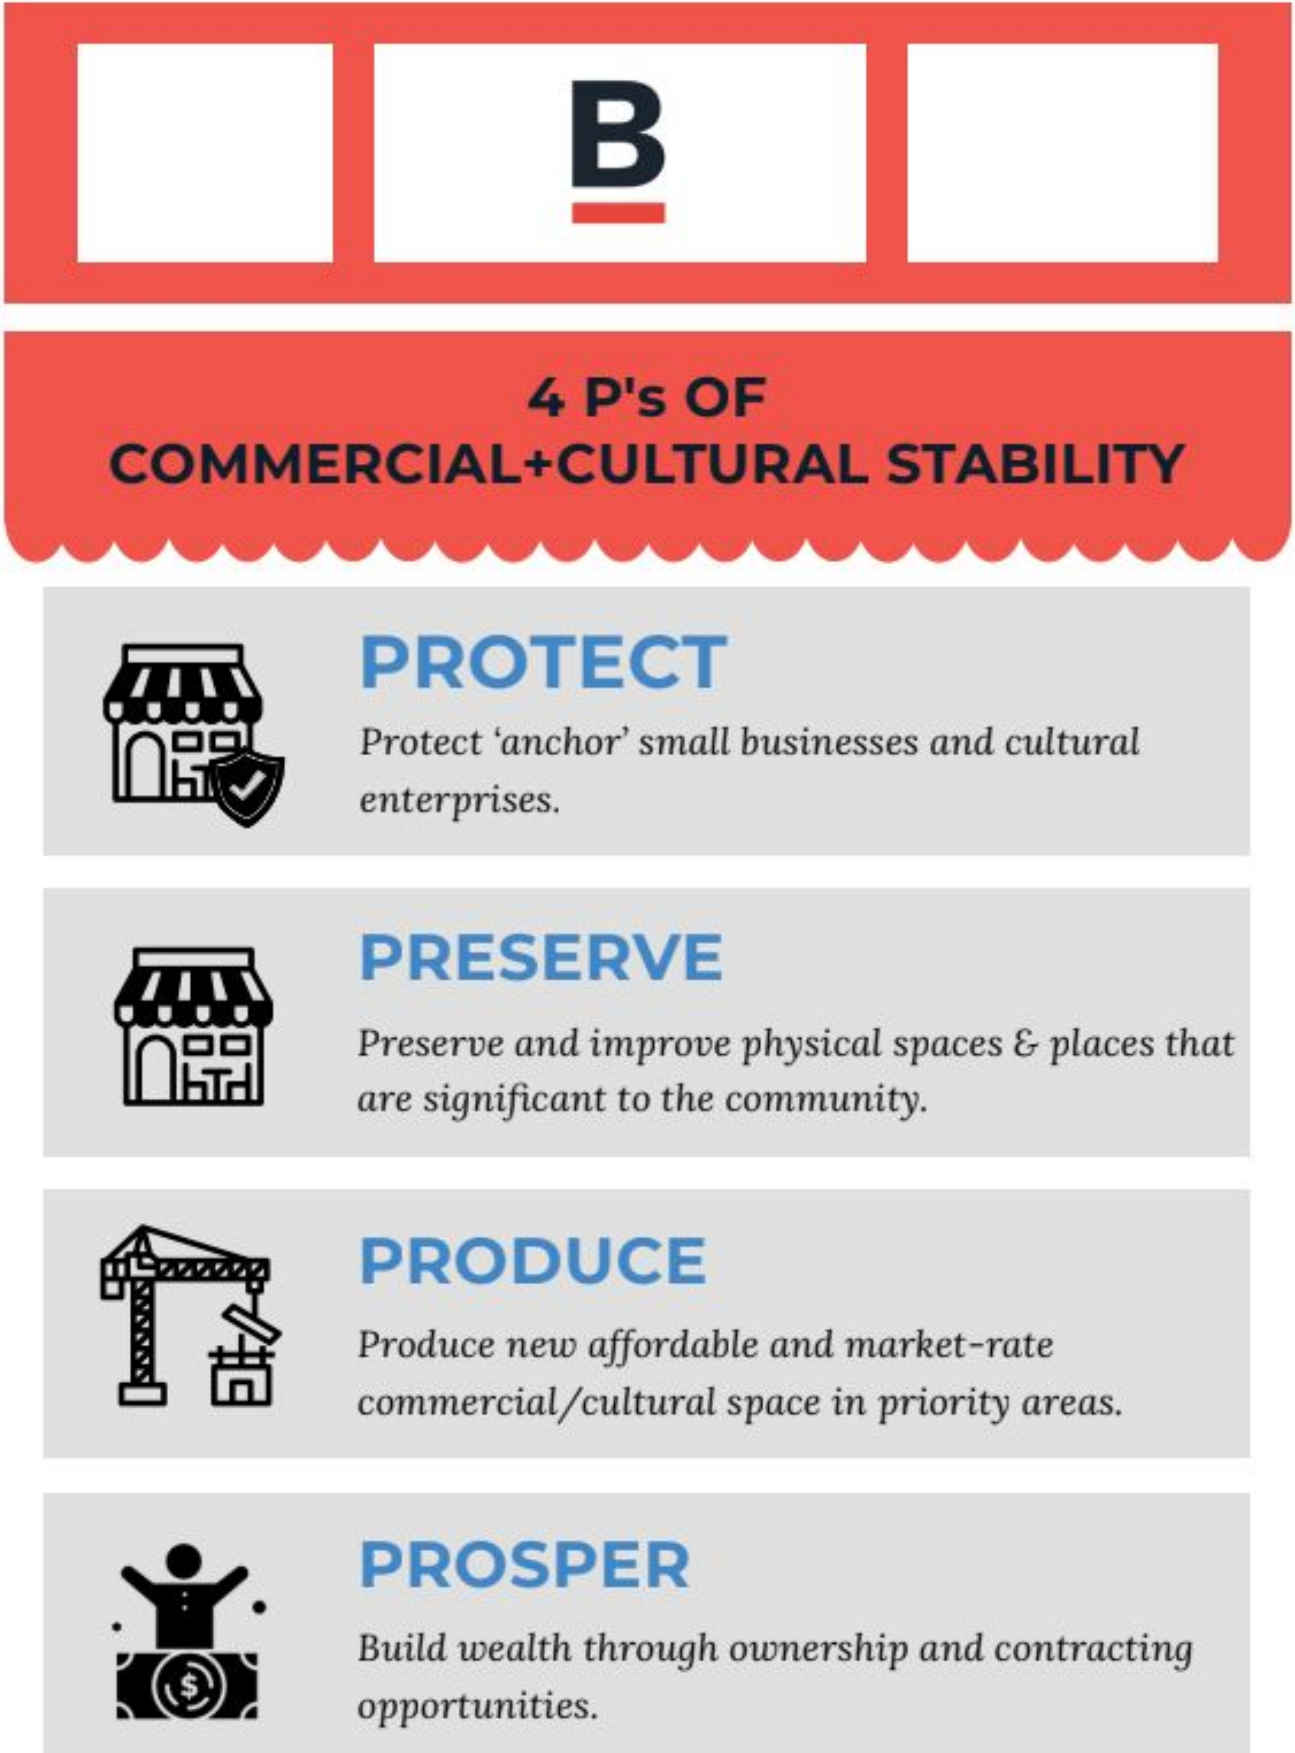 B
4 P's OF
COMMERCIAL+CULTURAL STABILITY
PROTECT
Protect ‘anchor’ small businesses and cultural
enterprises.
PRESERVE
Preserve and improve physical spaces & places that
are significant to the community.
PRODUCE
Produce new affordable and market-rate
commercial/cultural space in priority areas.
PROSPER
Build wealth through ownership and contracting
opportunities.
$